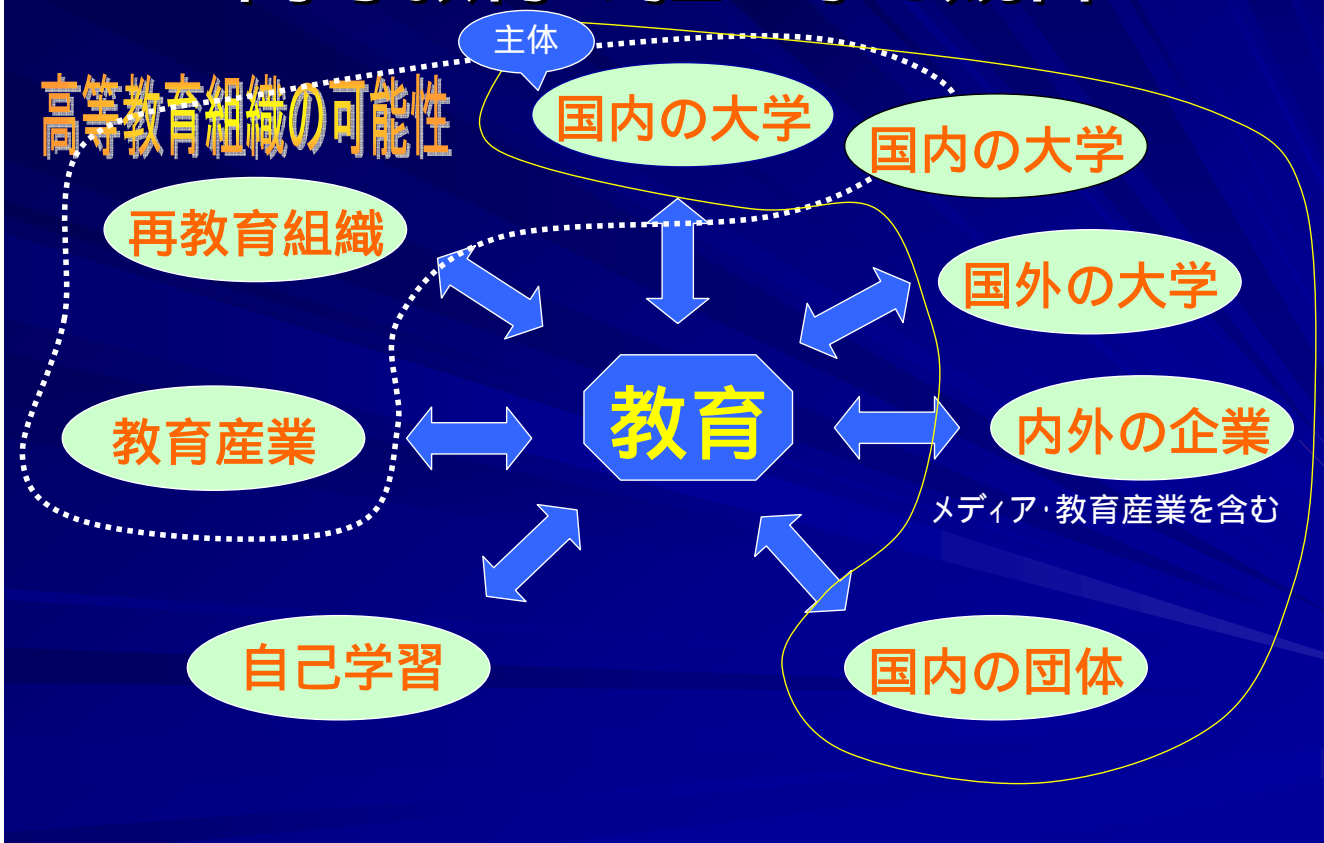 主体
高等教育組織の可能性
国内の大学
国内の大学
再教育組織
国外の大学
教育
教育産業
内外の企業
メディア・教育産業を含む
自己学習
国内の団体